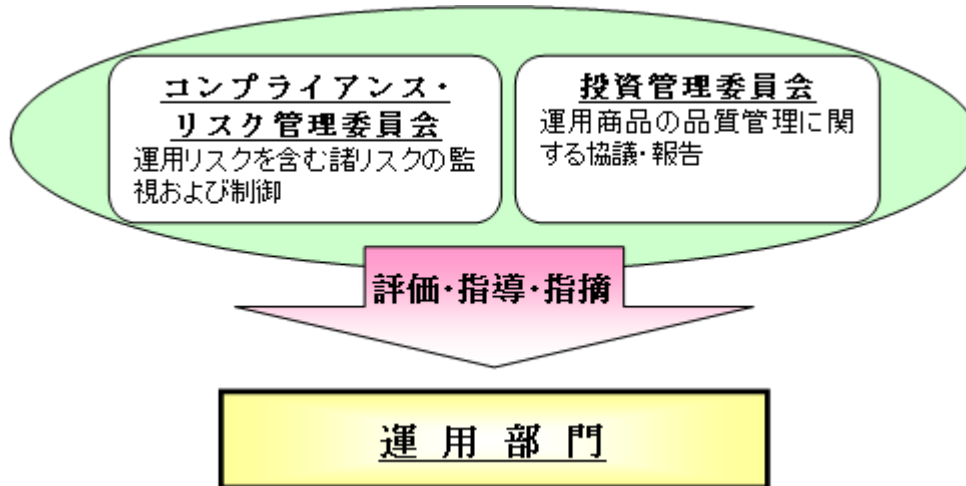 コンプライアンス・
リスク管理委員会
運用リスクを含む諸リスクの監
視および制御
投資管理委員会
運用商品の品質管理に関
する協議・報告
評価・指導・指摘
運用部門